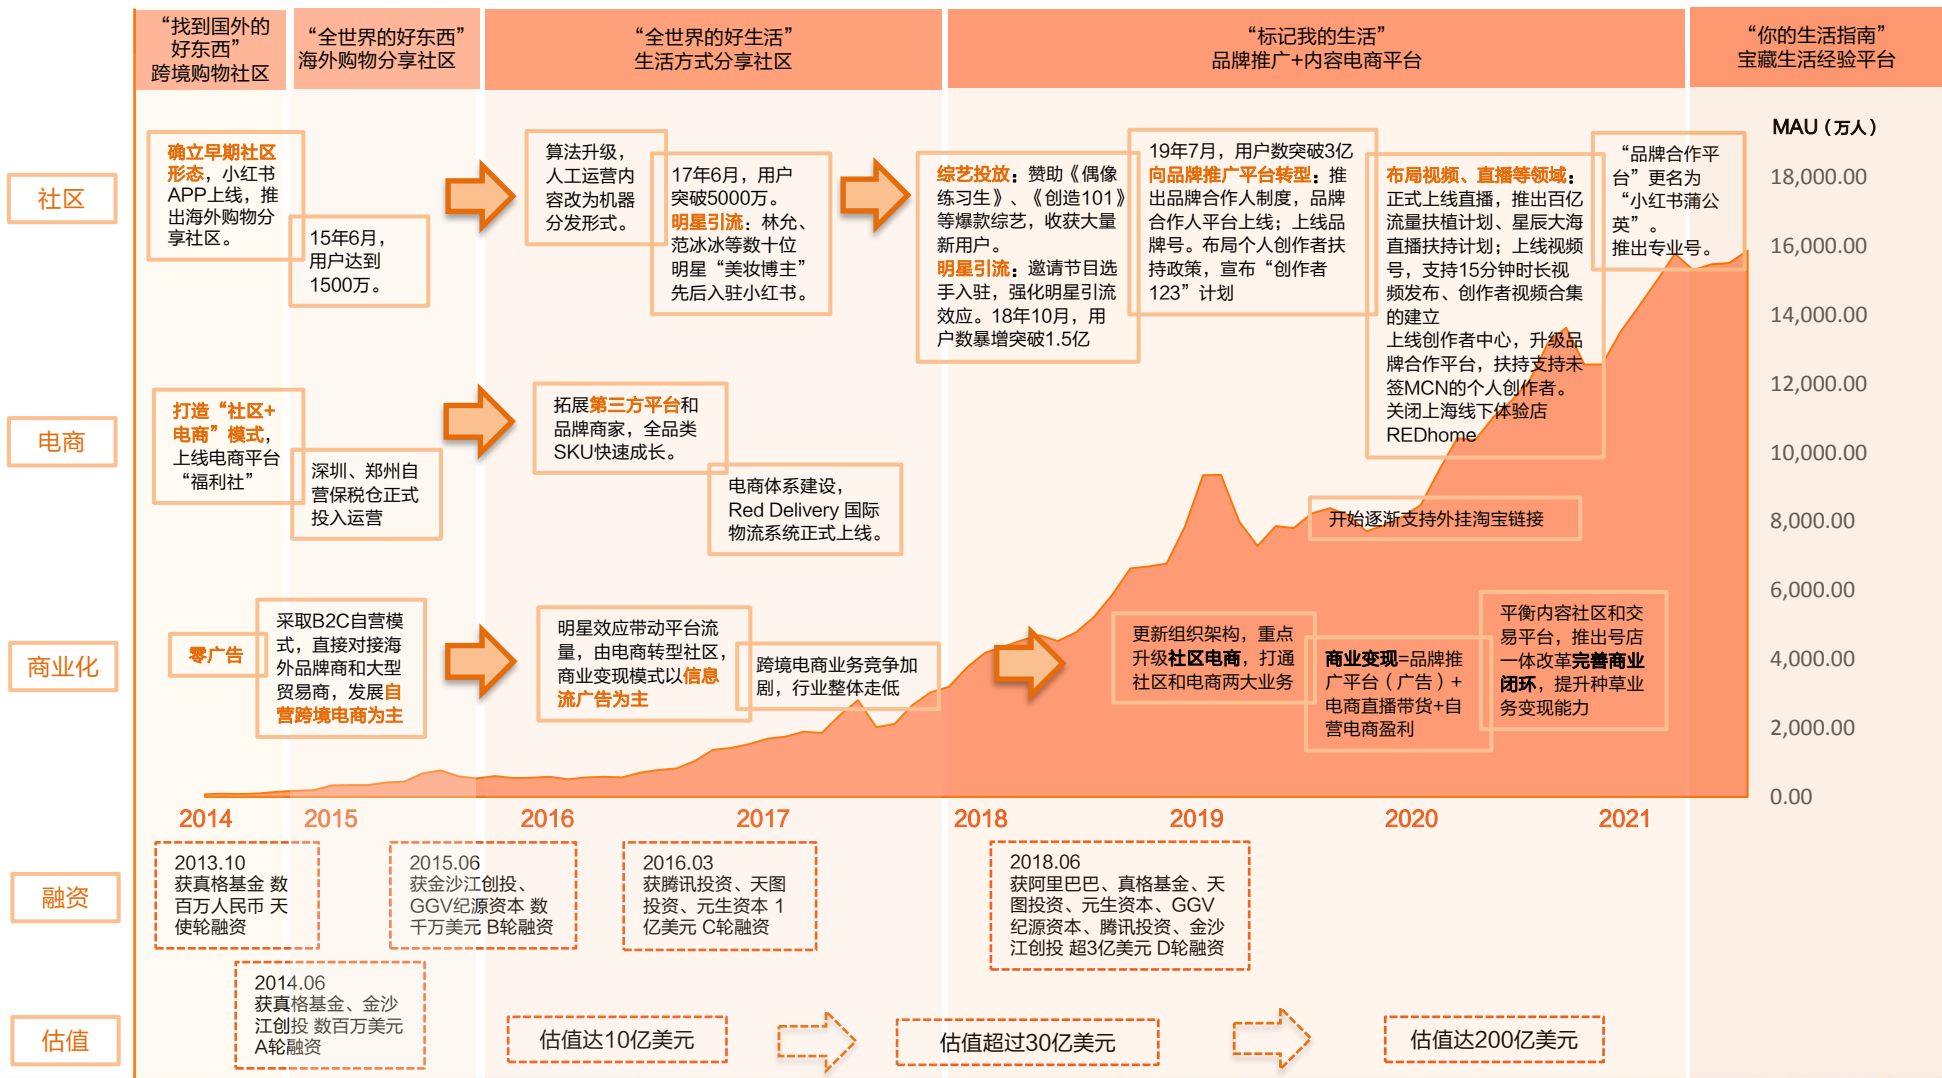 “找到国外的
好东西”
跨境购物社区
“全世界的好东西”
海外购物分享社区
“全世界的好生活”
生活方式分享社区
“标记我的生活”
品牌推广+内容电商平台
“你的生活指南”
宝藏生活经验平台
社区
确立早期社区
形态，小红书
APP上线，推
出海外购物分
享社区。
15年6月，
用户达到
1500万。
算法升级，
人工运营内
容改为机器
分发形式。
17年6月，用户
突破5000万。
明星引流：林允、
范冰冰等数十位
明星“美妆博主”
先后入驻小红书。
综艺投放：赞助《偶像
练习生》、《创造101》
等爆款综艺，收获大量
新用户。
明星引流：邀请节目选
手入驻，强化明星引流
效应。18年10月，用
户数暴增突破1.5亿
19年7月，用户数突破3亿
向品牌推广平台转型：推
出品牌合作人制度，品牌
合作人平台上线；上线品
牌号。布局个人创作者扶
持政策，宣布“创作者
123”计划
布局视频、直播等领域：
正式上线直播，推出百亿
流量扶植计划、星辰大海
直播扶持计划；上线视频
号，支持15分钟时长视
频发布、创作者视频合集
的建立
上线创作者中心，升级品
牌合作平台，扶持支持未
签MCN的个人创作者。
关闭上海线下体验店
REDhome
“品牌合作平
台”更名为
“小红书蒲公
英”。
推出专业号。
MAU（万人）
18,000.00
16,000.00
14,000.00
12,000.00
10,000.00
8,000.00
6,000.00
4,000.00
2,000.00
0.00
电商
打造“社区+
电商”模式，
上线电商平台
“福利社”
深圳、郑州自
营保税仓正式
投入运营
拓展第三方平台和
品牌商家，全品类
SKU快速成长。
电商体系建设，
Red Delivery 国际
物流系统正式上线。
开始逐渐支持外挂淘宝链接
商业化
零广告
采取B2C自营模
式，直接对接海
外品牌商和大型
贸易商，发展自
营跨境电商为主
明星效应带动平台流
量，由电商转型社区，
商业变现模式以信息
流广告为主
跨境电商业务竞争加
剧，行业整体走低
更新组织架构，重点
升级社区电商，打通
社区和电商两大业务
商业变现=品牌推
广平台（广告）+
电商直播带货+自
营电商盈利
平衡内容社区和交
易平台，推出号店
一体改革完善商业
闭环，提升种草业
务变现能力
2014
2015
2016
2017
2018
2019
2020
2021
融资
2013.10
获真格基金 数
百万人民币 天
使轮融资
2014.06
获真格基金、金沙
江创投 数百万美元
A轮融资
2015.06
获金沙江创投、
GGV纪源资本 数
千万美元 B轮融资
2016.03
获腾讯投资、天图
投资、元生资本 1
亿美元 C轮融资
2018.06
获阿里巴巴、真格基金、天
图投资、元生资本、GGV
纪源资本、腾讯投资、金沙
江创投 超3亿美元 D轮融资
估值
估值达10亿美元
估值超过30亿美元
估值达200亿美元